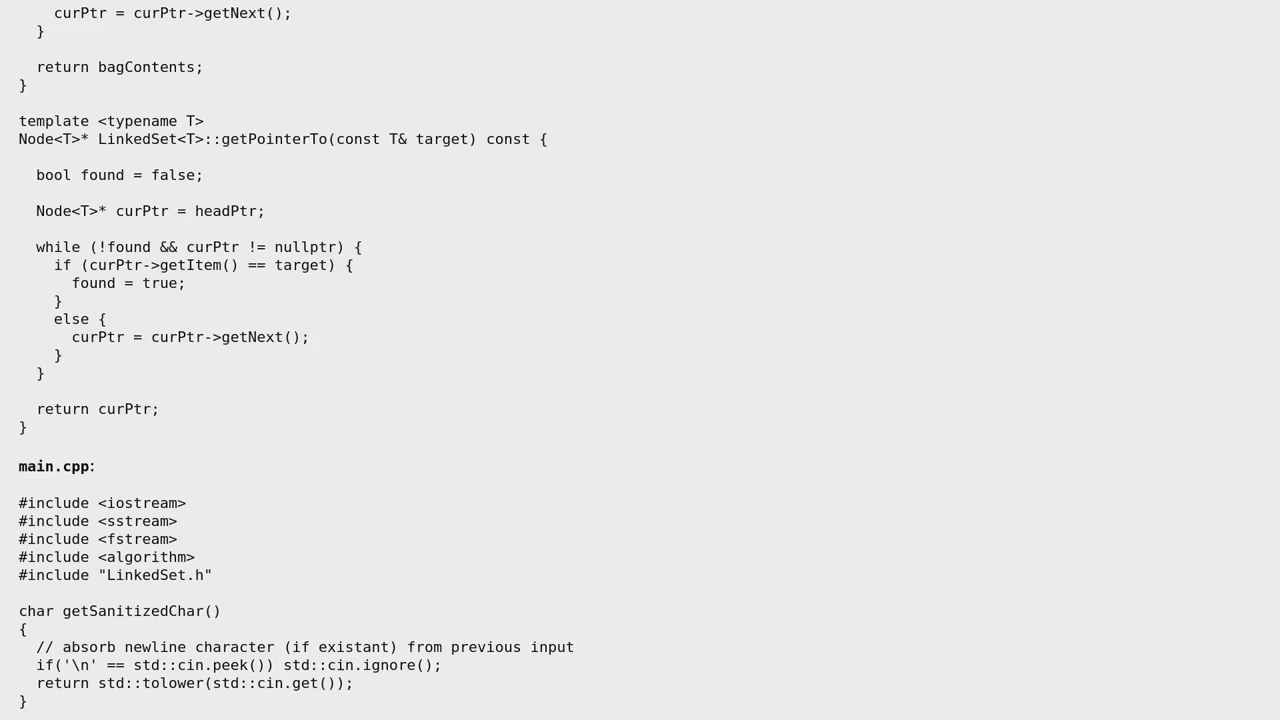 curPtr = curPtr->getNext();
  }

  return bagContents;
}

template <typename T>
Node<T>* LinkedSet<T>::getPointerTo(const T& target) const {

  bool found = false;

  Node<T>* curPtr = headPtr;

  while (!found && curPtr != nullptr) {
    if (curPtr->getItem() == target) {
      found = true;
    }
    else {
      curPtr = curPtr->getNext();
    }
  }

  return curPtr;
}

main.cpp:

#include <iostream>
#include <sstream>
#include <fstream>
#include <algorithm>
#include "LinkedSet.h"

char getSanitizedChar()
{
  // absorb newline character (if existant) from previous input
  if('\n' == std::cin.peek()) std::cin.ignore();
  return std::tolower(std::cin.get());
}